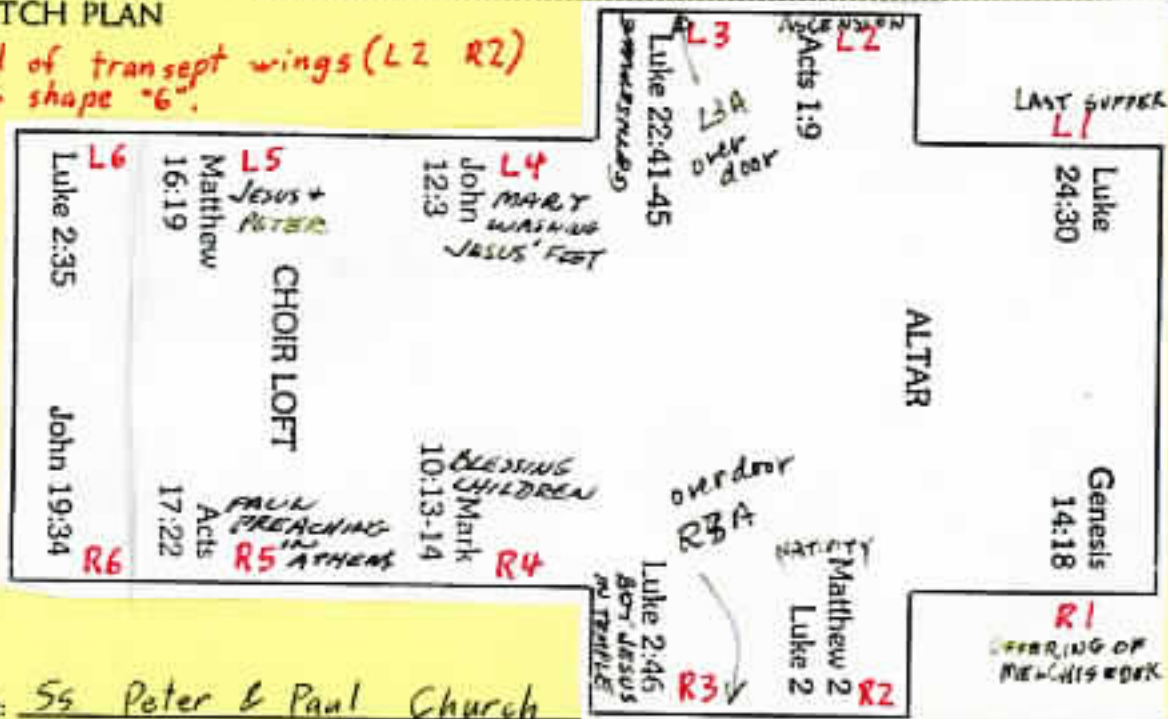 TCH PLAN
of transept wings (L2 R2)
shape "6".
L3
ASCENSION
L2
Luke 22:41-45
Acts 1:9
L3A
over
door
LAST SUPPER
L1
Luke
24:30
L6
Luke 2:35
L5
Matthew
16:19
JESUS +
PETER
L4
John
12:3
MARY
WASHING
JESUS' FEET
CHOIR LOFT
ALTAR
John 19:34
R6
Acts
17:22
PAUL
PREACHING
IN
ATHENS
R5
BLESSING
CHILDREN
Mark
10:13-14
R4
over door
R3A
Luke 2:46
BOY JESUS
IN TEMPLE
R3
NATIVITY
Matthew 2
Luke 2
R2
Genesis
14:18
R1
OFFERING OF
MELCHISEDEK
: Ss Peter & Paul Church